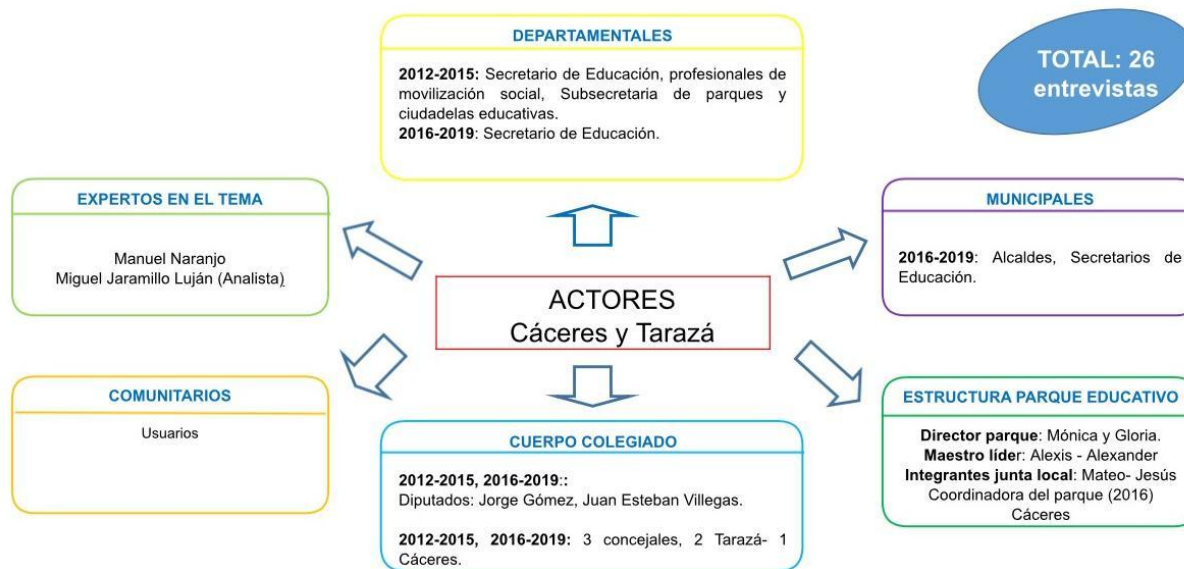 DEPARTAMENTALES
2012-2015: Secretario de Educación, profesionales de
movilización social, Subsecretaria de parques y
ciudadelas educativas.
2016-2019: Secretario de Educación.
TOTAL: 26
entrevistas
EXPERTOS EN EL TEMA
Manuel Naranjo
Miguel Jaramillo Luján (Analista)
MUNICIPALES
2016-2019: Alcaldes, Secretarios de
Educación.
ACTORES
Cáceres y Tarazá
COMUNITARIOS
Usuarios
CUERPO COLEGIADO
2012-2015, 2016-2019::
Diputados: Jorge Gómez, Juan Esteban Villegas.
2012-2015, 2016-2019: 3 concejales, 2 Tarazá- 1
Cáceres.
ESTRUCTURA PARQUE EDUCATIVO
Director parque: Mónica y Gloria.
Maestro líder: Alexis - Alexander
Integrantes junta local: Mateo- Jesús
Coordinadora del parque (2016)
Cáceres